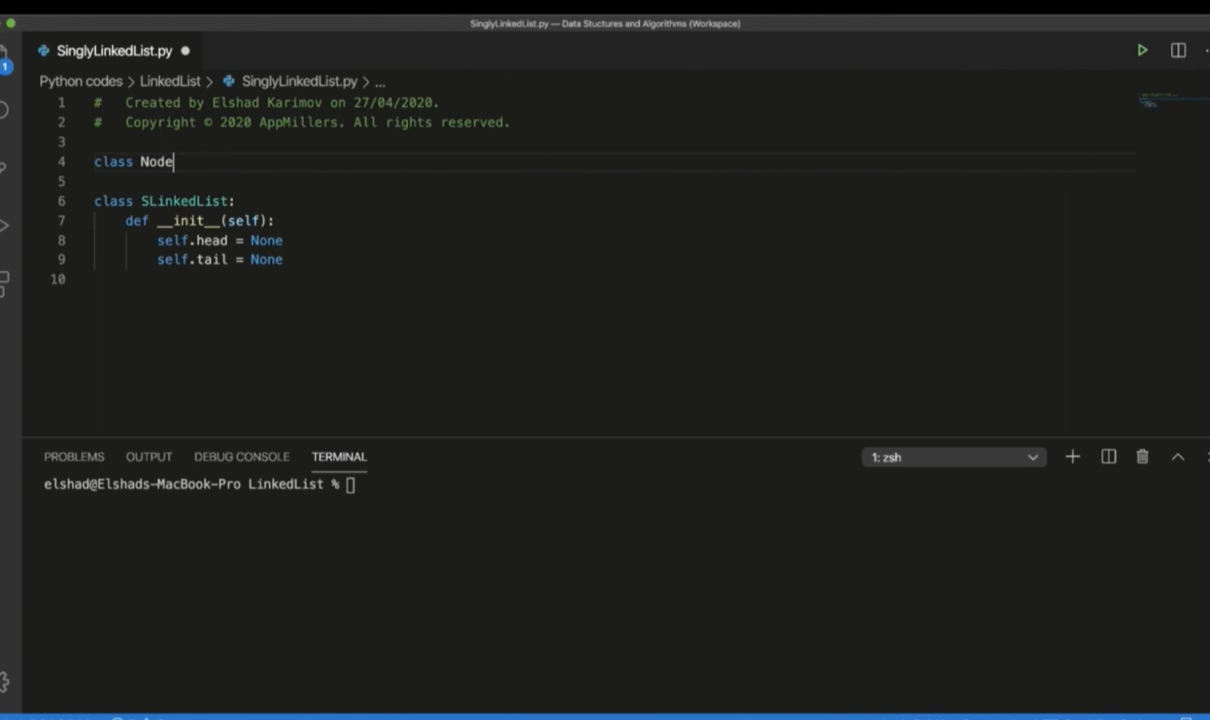 SinglyLinkedList.py — Data Stuctures and Algorithms (Workspace)
SinglyLinkedList.py
1
Python codes > LinkedList > SinglyLinkedList.py > ...
1 # Created by Elshad Karimov on 27/04/2020.
2 # Copyright © 2020 AppMillers. All rights reserved.
3
4 class Node
5
6 class SLinkedList:
7 def __init__(self):
8 self.head = None
9 self.tail = None
10
PROBLEMS OUTPUT DEBUG CONSOLE TERMINAL 1: zsh
elshad@Elshads-MacBook-Pro LinkedList %